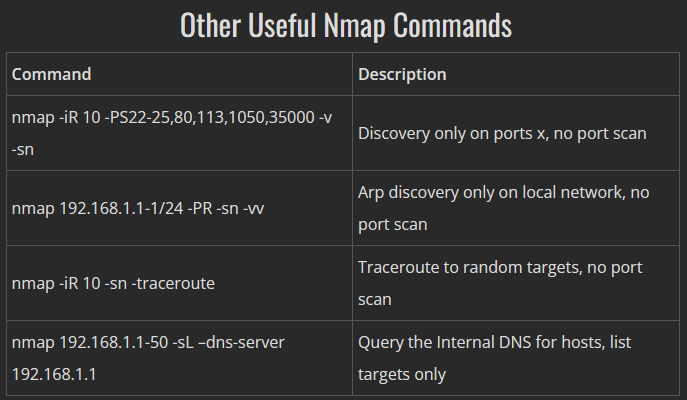 Other Useful Nmap Commands
Command
Description
nmap -iR 10 -PS22-25,80,113,1050,35000 -v
-sn
Discovery only on ports x, no port scan
nmap 192.168.1.1-1/24 -PR -sn -vv
Arp discovery only on local network, no
port scan
nmap -iR 10 -sn -traceroute
Traceroute to random targets, no port
scan
nmap 192.168.1.1-50 -sL –dns-server
192.168.1.1
Query the Internal DNS for hosts, list
targets only